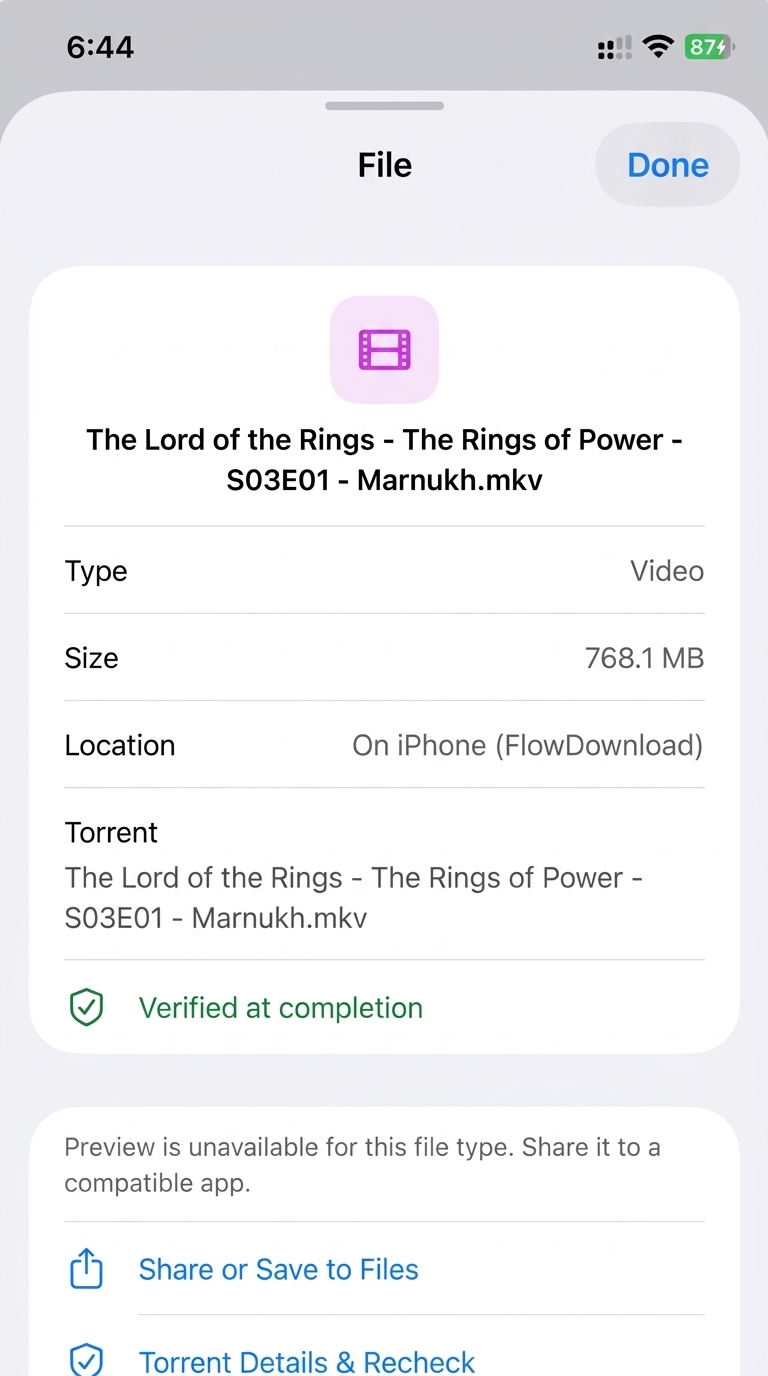 6:44
87
File
Done
The Lord of the Rings - The Rings of Power -
S03E01 - Marnukh.mkv
Type
Video
Size
768.1 MB
Location
On iPhone (FlowDownload)
Torrent
The Lord of the Rings - The Rings of Power -
S03E01 - Marnukh.mkv
Verified at completion
Preview is unavailable for this file type. Share it to a
compatible app.
Share or Save to Files
Torrent Details & Recheck